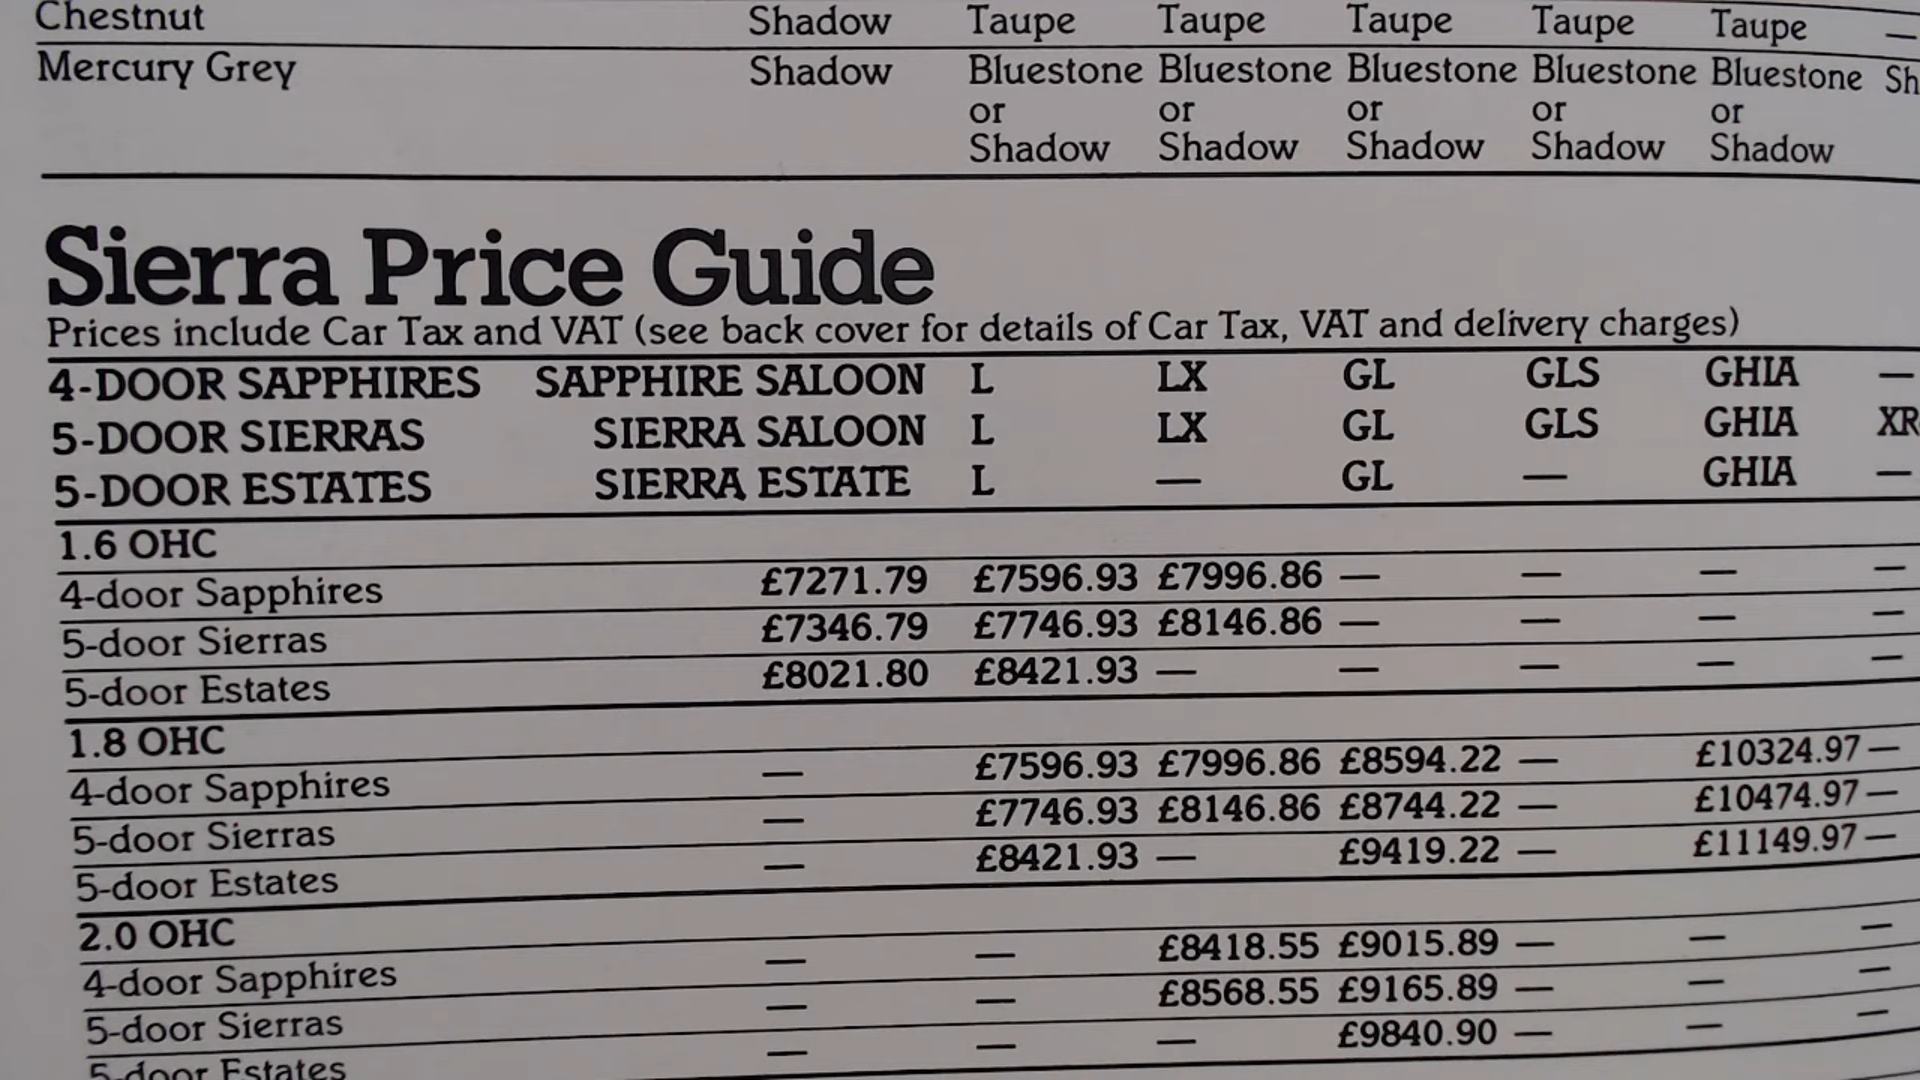 Chestnut Shadow Taupe Taupe Taupe Taupe Taupe —
Mercury Grey Shadow Bluestone Bluestone Bluestone Bluestone Bluestone Sh
or or or or or
Shadow Shadow Shadow Shadow Shadow
Sierra Price Guide
Prices include Car Tax and VAT (see back cover for details of Car Tax, VAT and delivery charges)
4-DOOR SAPPHIRES SAPPHIRE SALOON L LX GL GLS GHIA —
5-DOOR SIERRAS SIERRA SALOON L LX GL GLS GHIA XR
5-DOOR ESTATES SIERRA ESTATE L — GL — GHIA —
1.6 OHC
4-door Sapphires £7271.79 £7596.93 £7996.86 — — — —
5-door Sierras £7346.79 £7746.93 £8146.86 — — — —
5-door Estates £8021.80 £8421.93 — — — — —
1.8 OHC
4-door Sapphires — £7596.93 £7996.86 £8594.22 — £10324.97 —
5-door Sierras — £7746.93 £8146.86 £8744.22 — £10474.97 —
5-door Estates — £8421.93 — £9419.22 — £11149.97 —
2.0 OHC
4-door Sapphires — — £8418.55 £9015.89 — — —
5-door Sierras — — £8568.55 £9165.89 — — —
5-door Estates — — — £9840.90 — — —